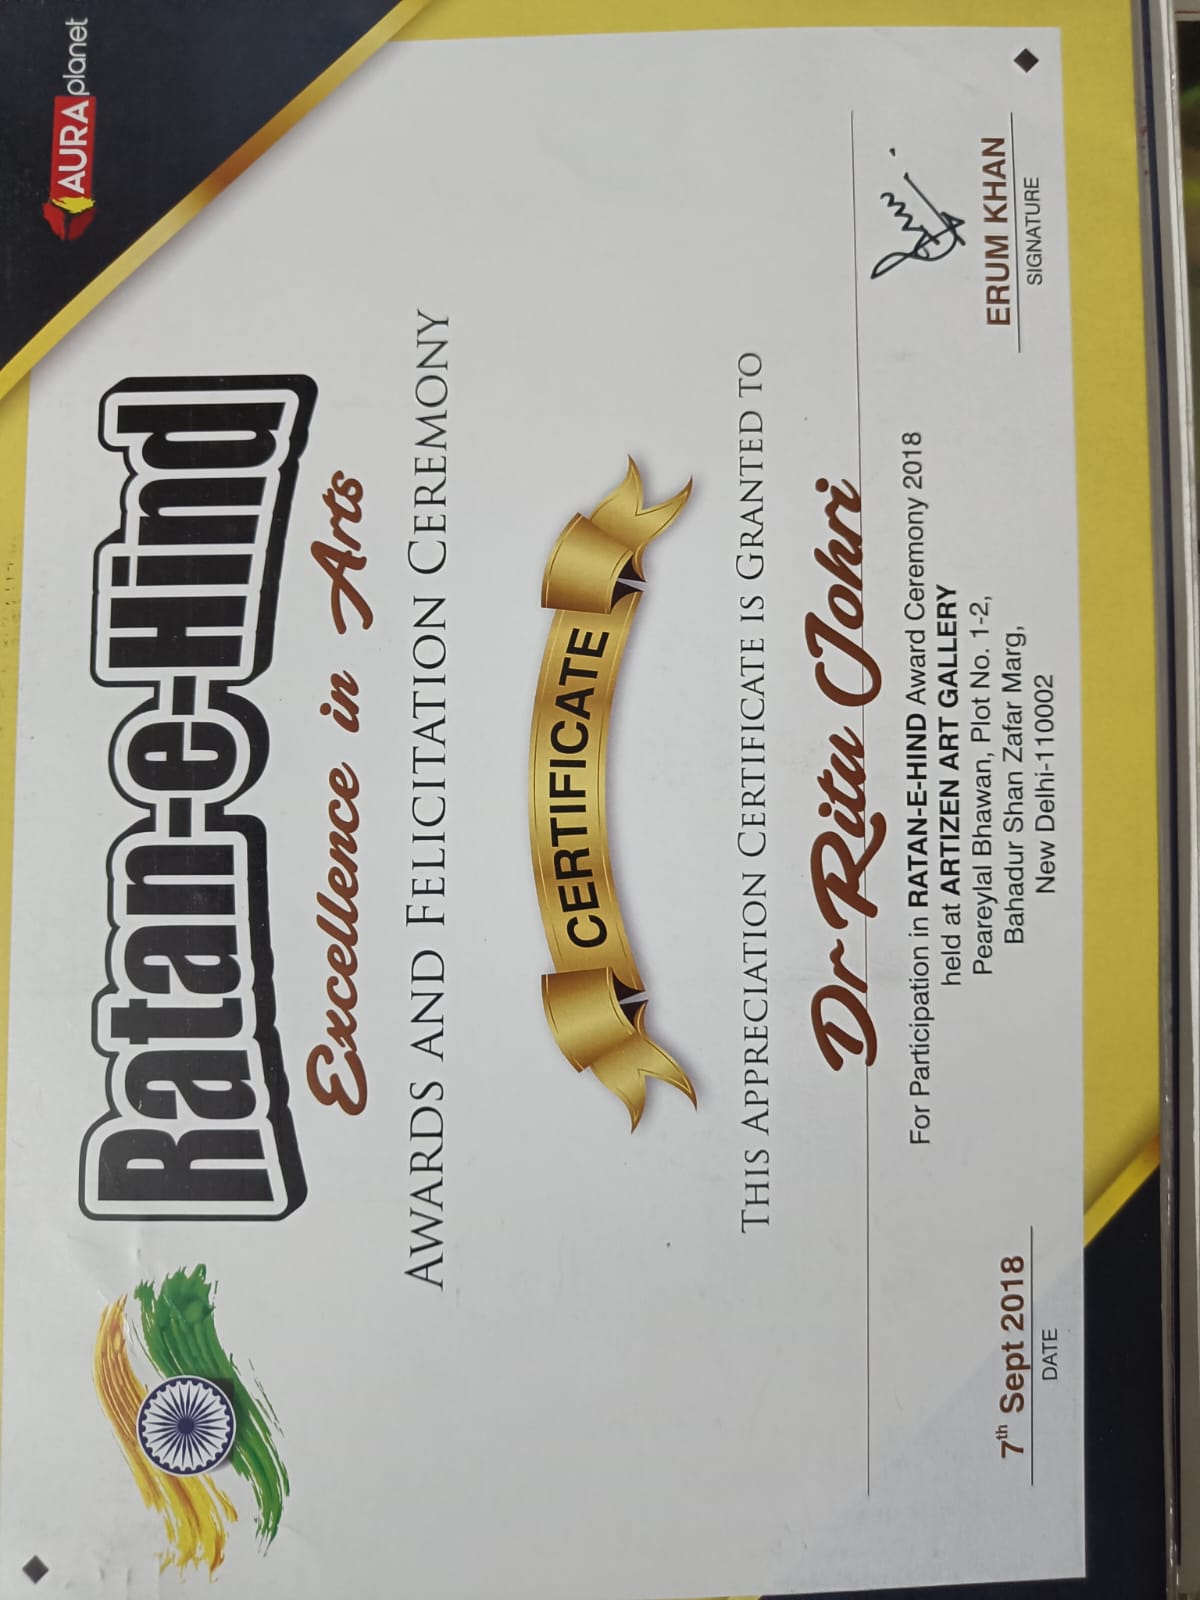 AURA planet
Ratan-e-Hind
Excellence in Arts
AWARDS AND FELICITATION CEREMONY
CERTIFICATE
THIS APPRECIATION CERTIFICATE IS GRANTED TO
Dr Ritu Johri
For Participation in RATAN-E-HIND Award Ceremony 2018
held at ARTIZEN ART GALLERY
Peareylal Bhawan, Plot No. 1-2,
Bahadur Shan Zafar Marg,
New Delhi-110002
7th Sept 2018
DATE
ERUM KHAN
SIGNATURE